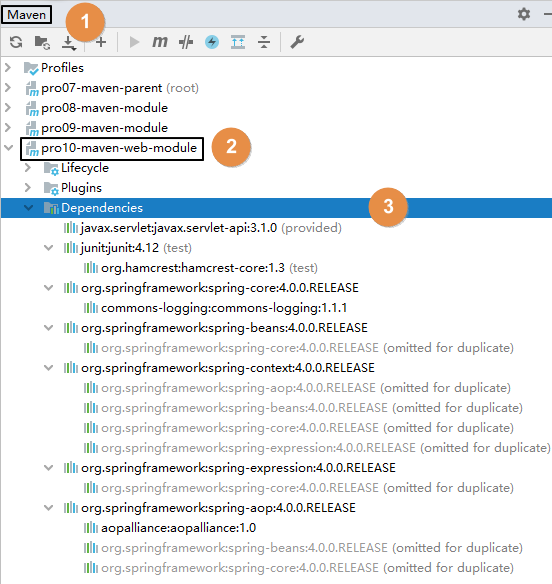 Maven
1
Profiles
pro07-maven-parent (root)
pro08-maven-module
pro09-maven-module
pro10-maven-web-module
2
Lifecycle
Plugins
Dependencies
3
javax.servlet:javax.servlet-api:3.1.0 (provided)
junit:junit:4.12 (test)
org.hamcrest:hamcrest-core:1.3 (test)
org.springframework:spring-core:4.0.0.RELEASE
commons-logging:commons-logging:1.1.1
org.springframework:spring-beans:4.0.0.RELEASE
org.springframework:spring-core:4.0.0.RELEASE (omitted for duplicate)
org.springframework:spring-context:4.0.0.RELEASE
org.springframework:spring-aop:4.0.0.RELEASE (omitted for duplicate)
org.springframework:spring-beans:4.0.0.RELEASE (omitted for duplicate)
org.springframework:spring-core:4.0.0.RELEASE (omitted for duplicate)
org.springframework:spring-expression:4.0.0.RELEASE (omitted for duplicate)
org.springframework:spring-expression:4.0.0.RELEASE
org.springframework:spring-core:4.0.0.RELEASE (omitted for duplicate)
org.springframework:spring-aop:4.0.0.RELEASE
aopalliance:aopalliance:1.0
org.springframework:spring-beans:4.0.0.RELEASE (omitted for duplicate)
org.springframework:spring-core:4.0.0.RELEASE (omitted for duplicate)